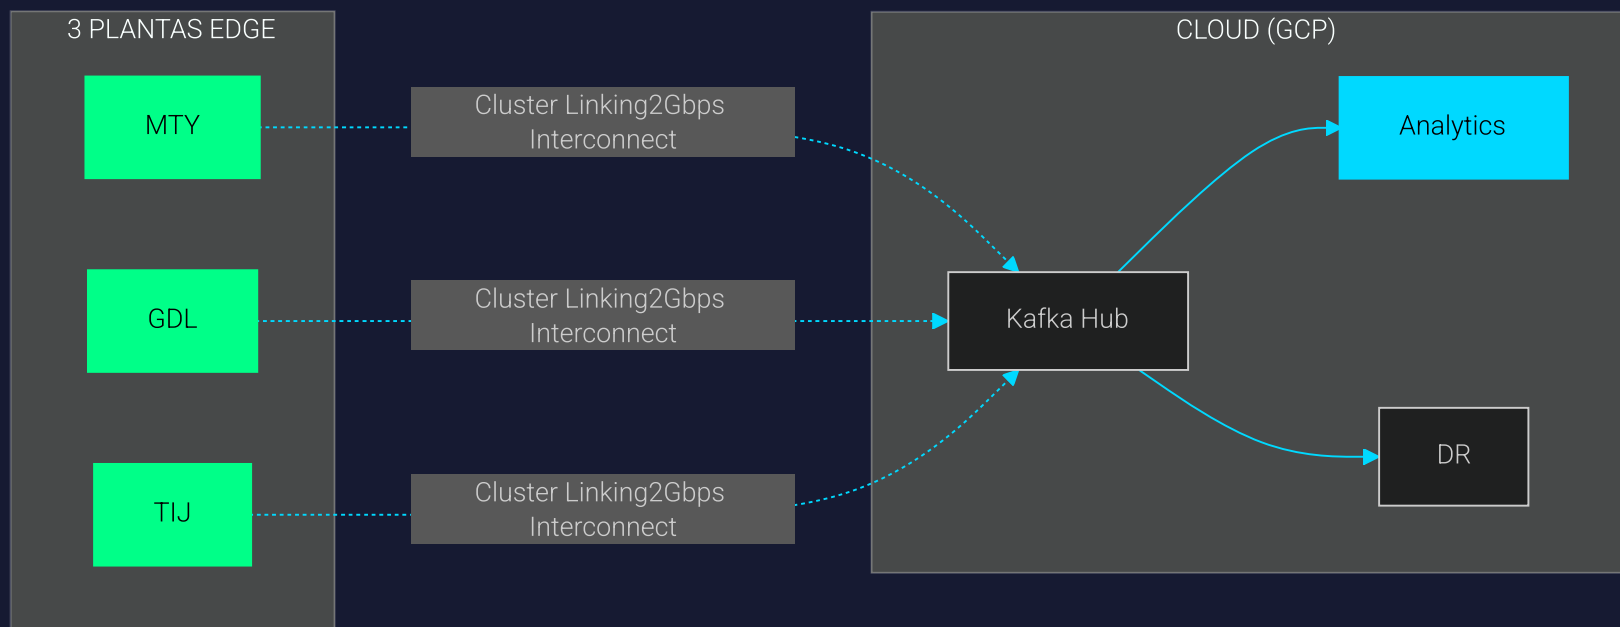 3 PLANTAS EDGE
MTY
GDL
TIJ
Cluster Linking2Gbps
Interconnect
Cluster Linking2Gbps
Interconnect
Cluster Linking2Gbps
Interconnect
CLOUD (GCP)
Kafka Hub
Analytics
DR